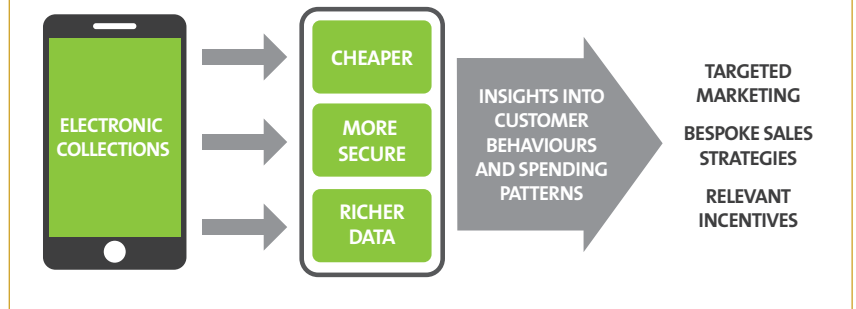 ELECTRONIC
COLLECTIONS
CHEAPER
MORE
SECURE
RICHER
DATA
INSIGHTS INTO
CUSTOMER
BEHAVIOURS
AND SPENDING
PATTERNS
TARGETED
MARKETING
BESPOKE SALES
STRATEGIES
RELEVANT
INCENTIVES